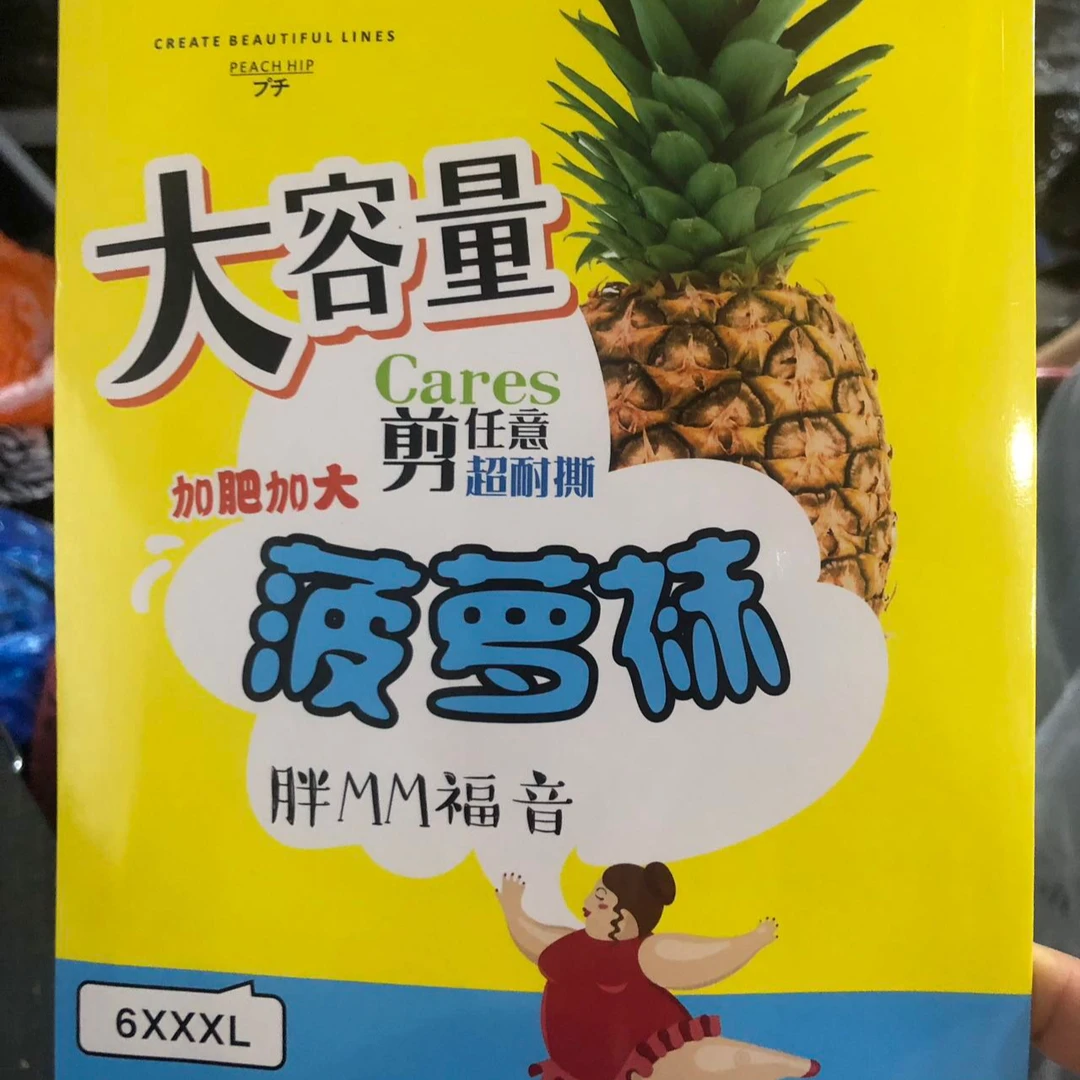 CREATE BEAUTIFUL LINES
PEACH HIP
プチ
大容量
Cares
剪任意
超耐撕
加肥加大
菠萝袜
胖MM福音
6XXXL